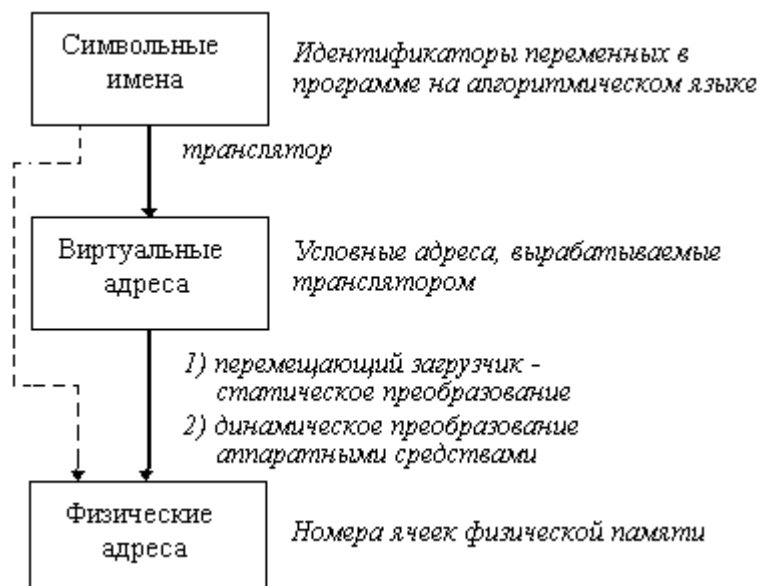 Символьные
имена
Идентификаторы переменных в
программе на алгоритмическом языке
транслятор
Виртуальные
адреса
Условные адреса, вырабатываемые
транслятором
1) перемещающий загрузчик -
статическое преобразование
2) динамическое преобразование
аппаратными средствами
Физические
адреса
Номера ячеек физической памяти